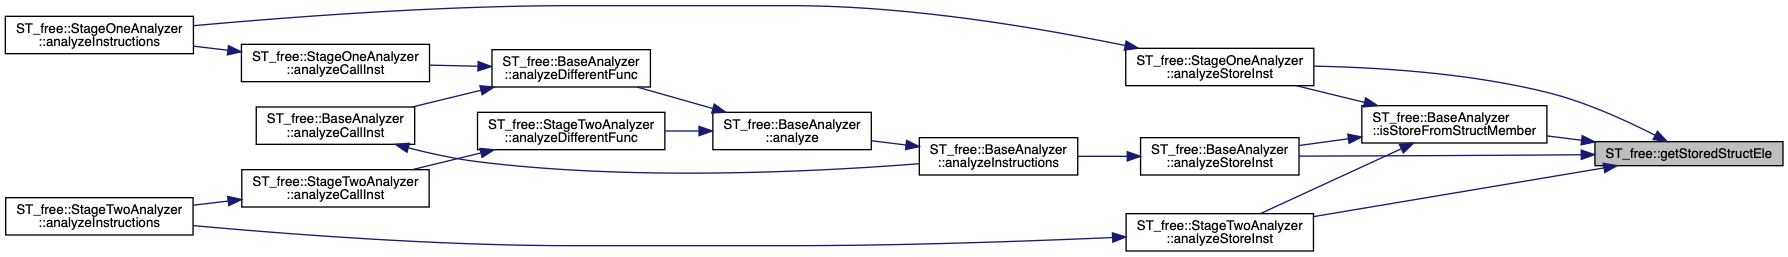 ST_free::StageOneAnalyzer
::analyzeInstructions
ST_free::StageOneAnalyzer
::analyzeCallInst
ST_free::BaseAnalyzer
::analyzeDifferentFunc
ST_free::StageOneAnalyzer
::analyzeStoreInst
ST_free::BaseAnalyzer
::analyzeCallInst
ST_free::StageTwoAnalyzer
::analyzeDifferentFunc
ST_free::BaseAnalyzer
::analyze
ST_free::BaseAnalyzer
::isStoreFromStructMember
ST_free::BaseAnalyzer
::analyzeInstructions
ST_free::BaseAnalyzer
::analyzeStoreInst
ST_free::getStoredStructEle
ST_free::StageTwoAnalyzer
::analyzeCallInst
ST_free::StageTwoAnalyzer
::analyzeInstructions
ST_free::StageTwoAnalyzer
::analyzeStoreInst